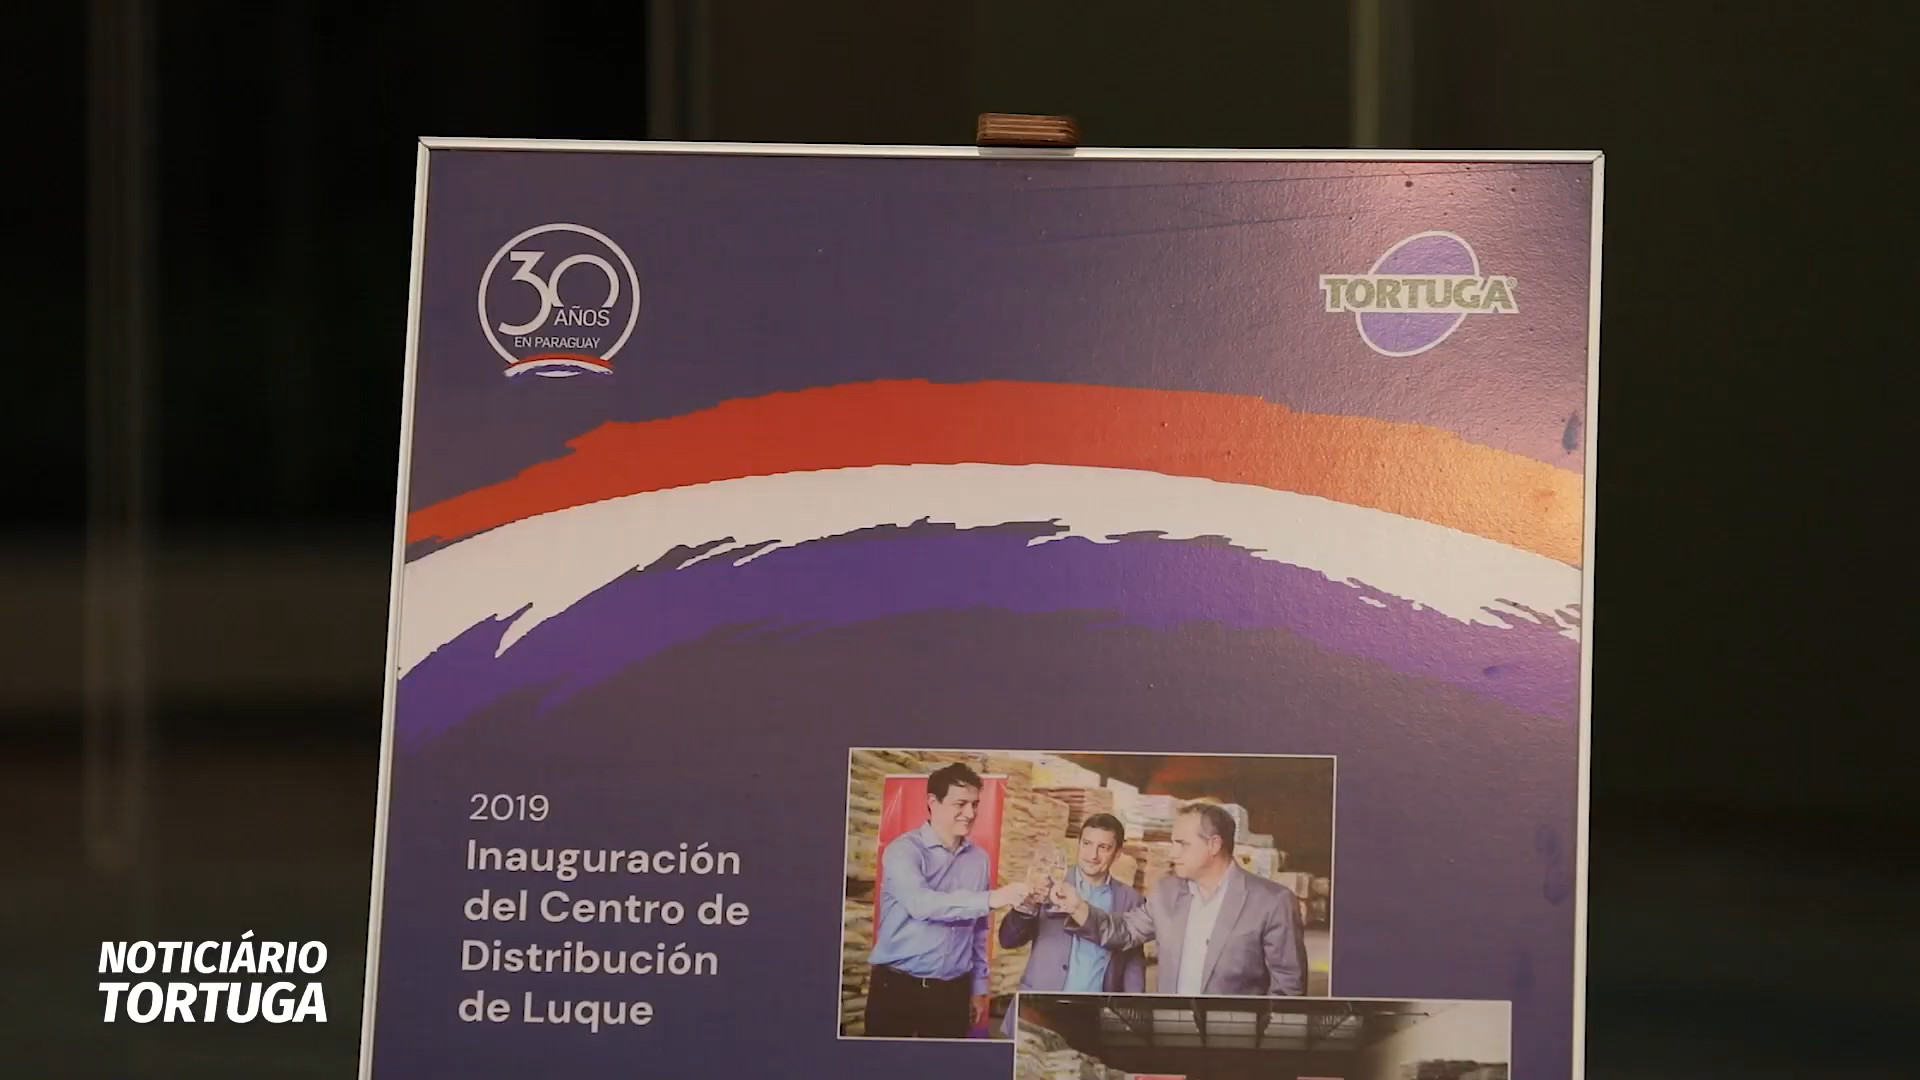 30
AÑOS
EN PARAGUAY
TORTUGA®
2019
Inauguración
del Centro de
Distribución
de Luque
NOTICIÁRIO
TORTUGA